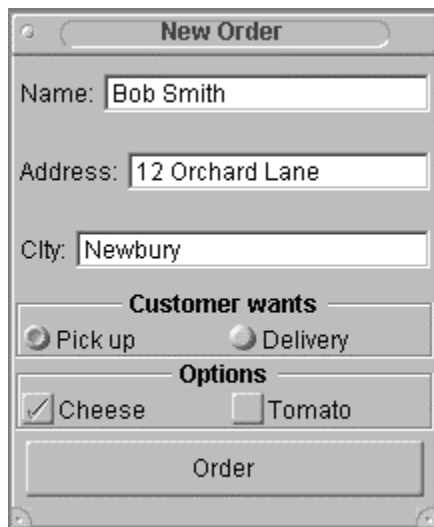 New Order
Name: Bob Smith
Address: 12 Orchard Lane
CIty: Newbury
Customer wants
Pick up Delivery
Options
Cheese Tomato
Order